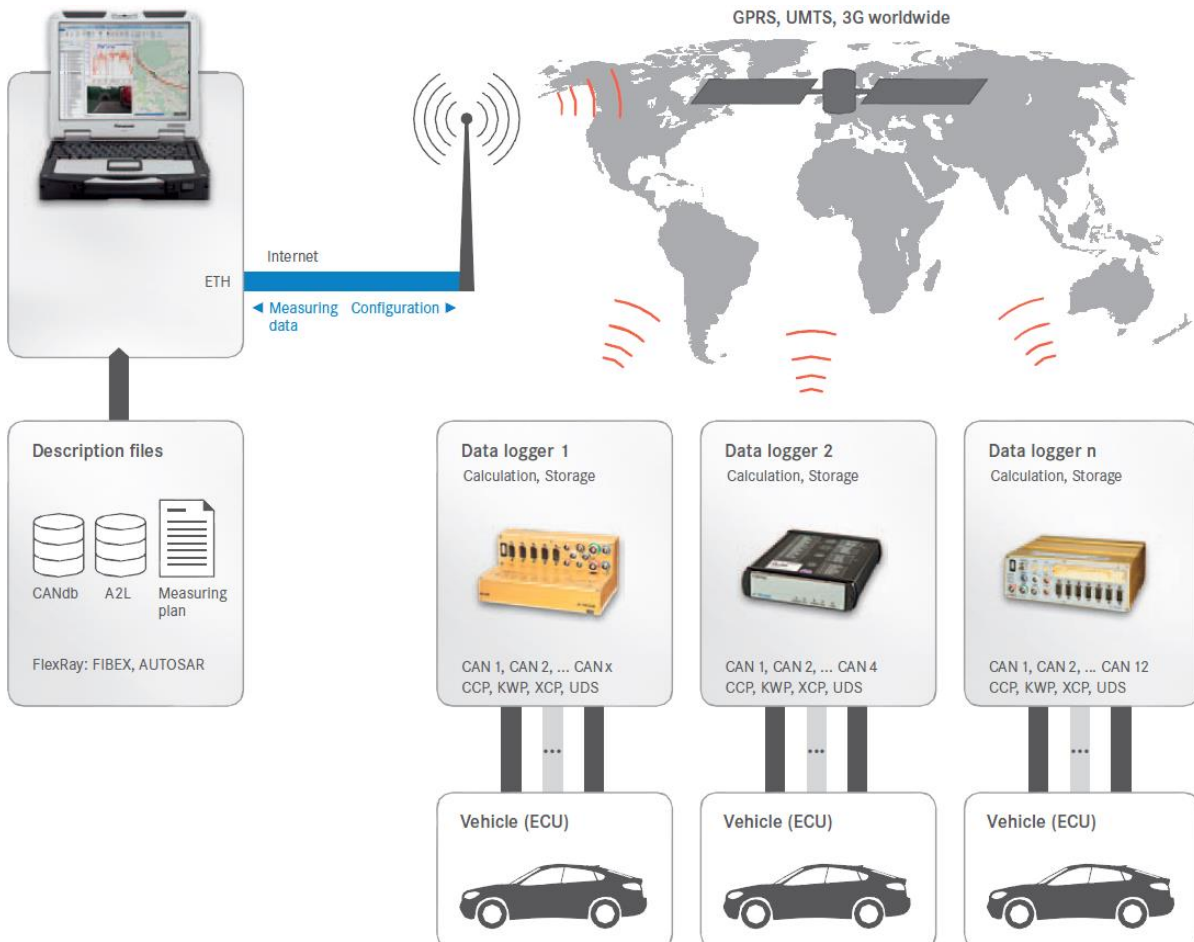 GPRS, UMTS, 3G worldwide
Internet
ETH
◄ Measuring data
Configuration ►
Description files
CANdb
A2L
Measuring
plan
FlexRay: FIBEX, AUTOSAR
Data logger 1
Calculation, Storage
CAN 1, CAN 2, ... CAN x
CCP, KWP, XCP, UDS
Data logger 2
Calculation, Storage
CAN 1, CAN 2, ... CAN 4
CCP, KWP, XCP, UDS
Data logger n
Calculation, Storage
CAN 1, CAN 2, ... CAN 12
CCP, KWP, XCP, UDS
...
...
...
Vehicle (ECU)
Vehicle (ECU)
Vehicle (ECU)